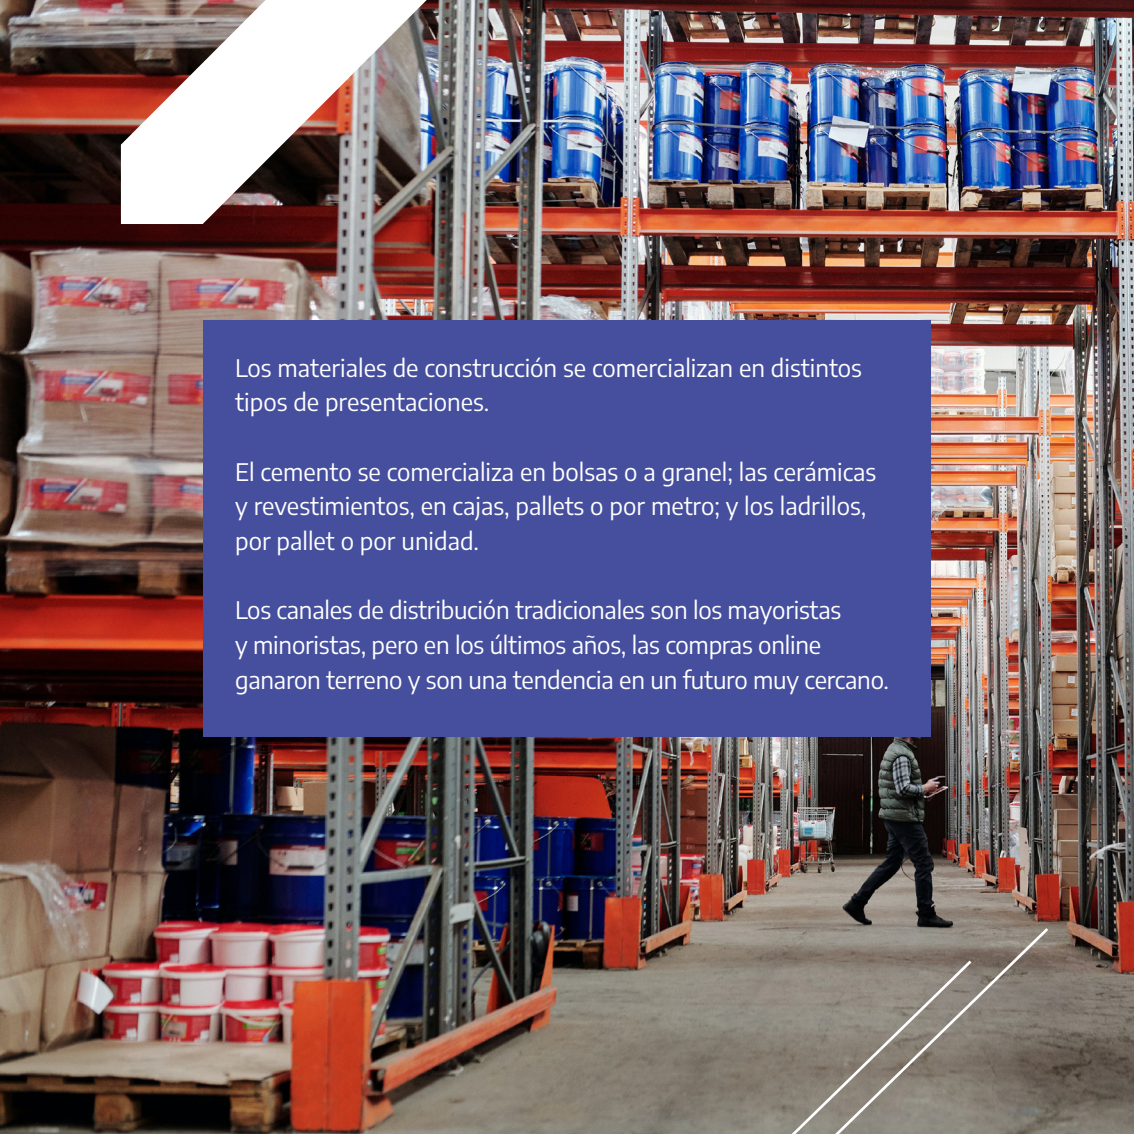 Los materiales de construcción se comercializan en distintos
tipos de presentaciones.
El cemento se comercializa en bolsas o a granel; las cerámicas
y revestimientos, en cajas, pallets o por metro; y los ladrillos,
por pallet o por unidad.
Los canales de distribución tradicionales son los mayoristas
y minoristas, pero en los últimos años, las compras online
ganaron terreno y son una tendencia en un futuro muy cercano.